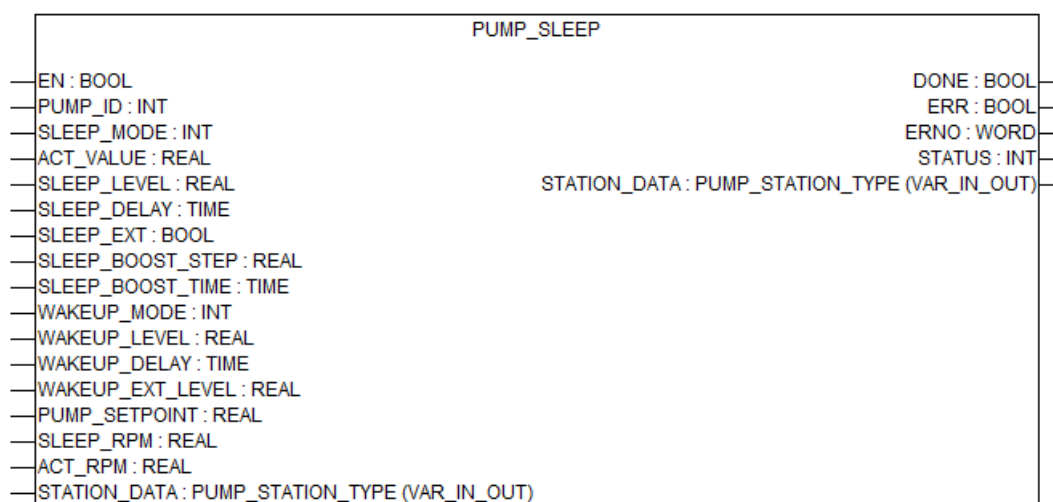 PUMP_SLEEP
EN : BOOL DONE : BOOL
PUMP_ID : INT ERR : BOOL
SLEEP_MODE : INT ERNO : WORD
ACT_VALUE : REAL STATUS : INT
SLEEP_LEVEL : REAL STATION_DATA : PUMP_STATION_TYPE (VAR_IN_OUT)
SLEEP_DELAY : TIME
SLEEP_EXT : BOOL
SLEEP_BOOST_STEP : REAL
SLEEP_BOOST_TIME : TIME
WAKEUP_MODE : INT
WAKEUP_LEVEL : REAL
WAKEUP_DELAY : TIME
WAKEUP_EXT_LEVEL : REAL
PUMP_SETPOINT : REAL
SLEEP_RPM : REAL
ACT_RPM : REAL
STATION_DATA : PUMP_STATION_TYPE (VAR_IN_OUT)